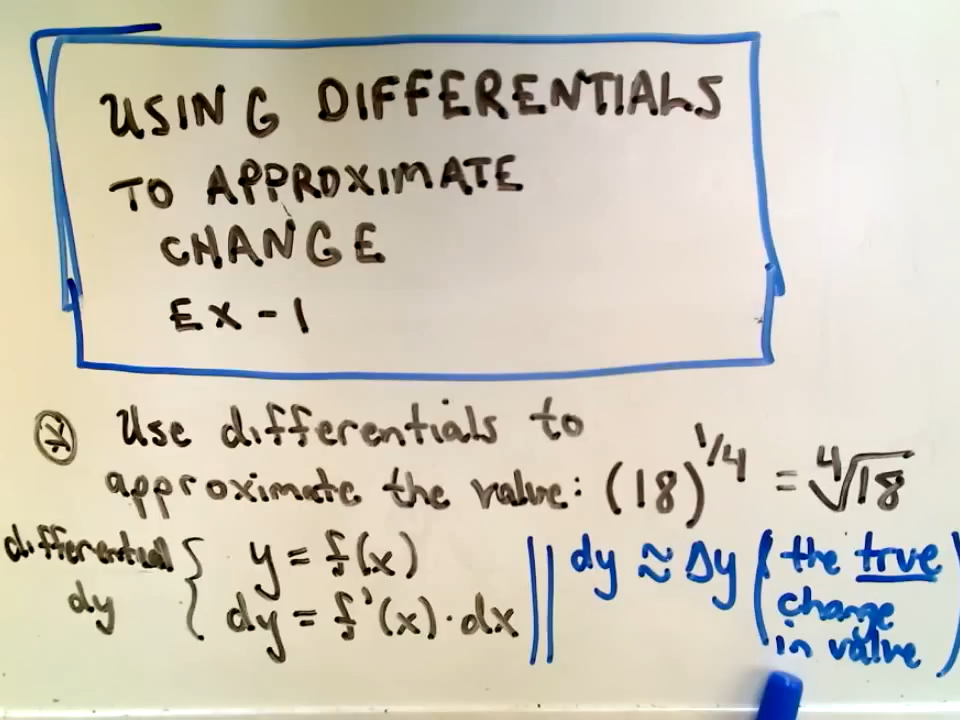 USING DIFFERENTIALS
TO APPROXIMATE
CHANGE
EX - 1
Use differentials to
approximate the value: (18)^1/4 = ∜18
differential dy { y = f(x)
dy = f'(x) · dx || dy ≈ Δy (the true
change
in value)